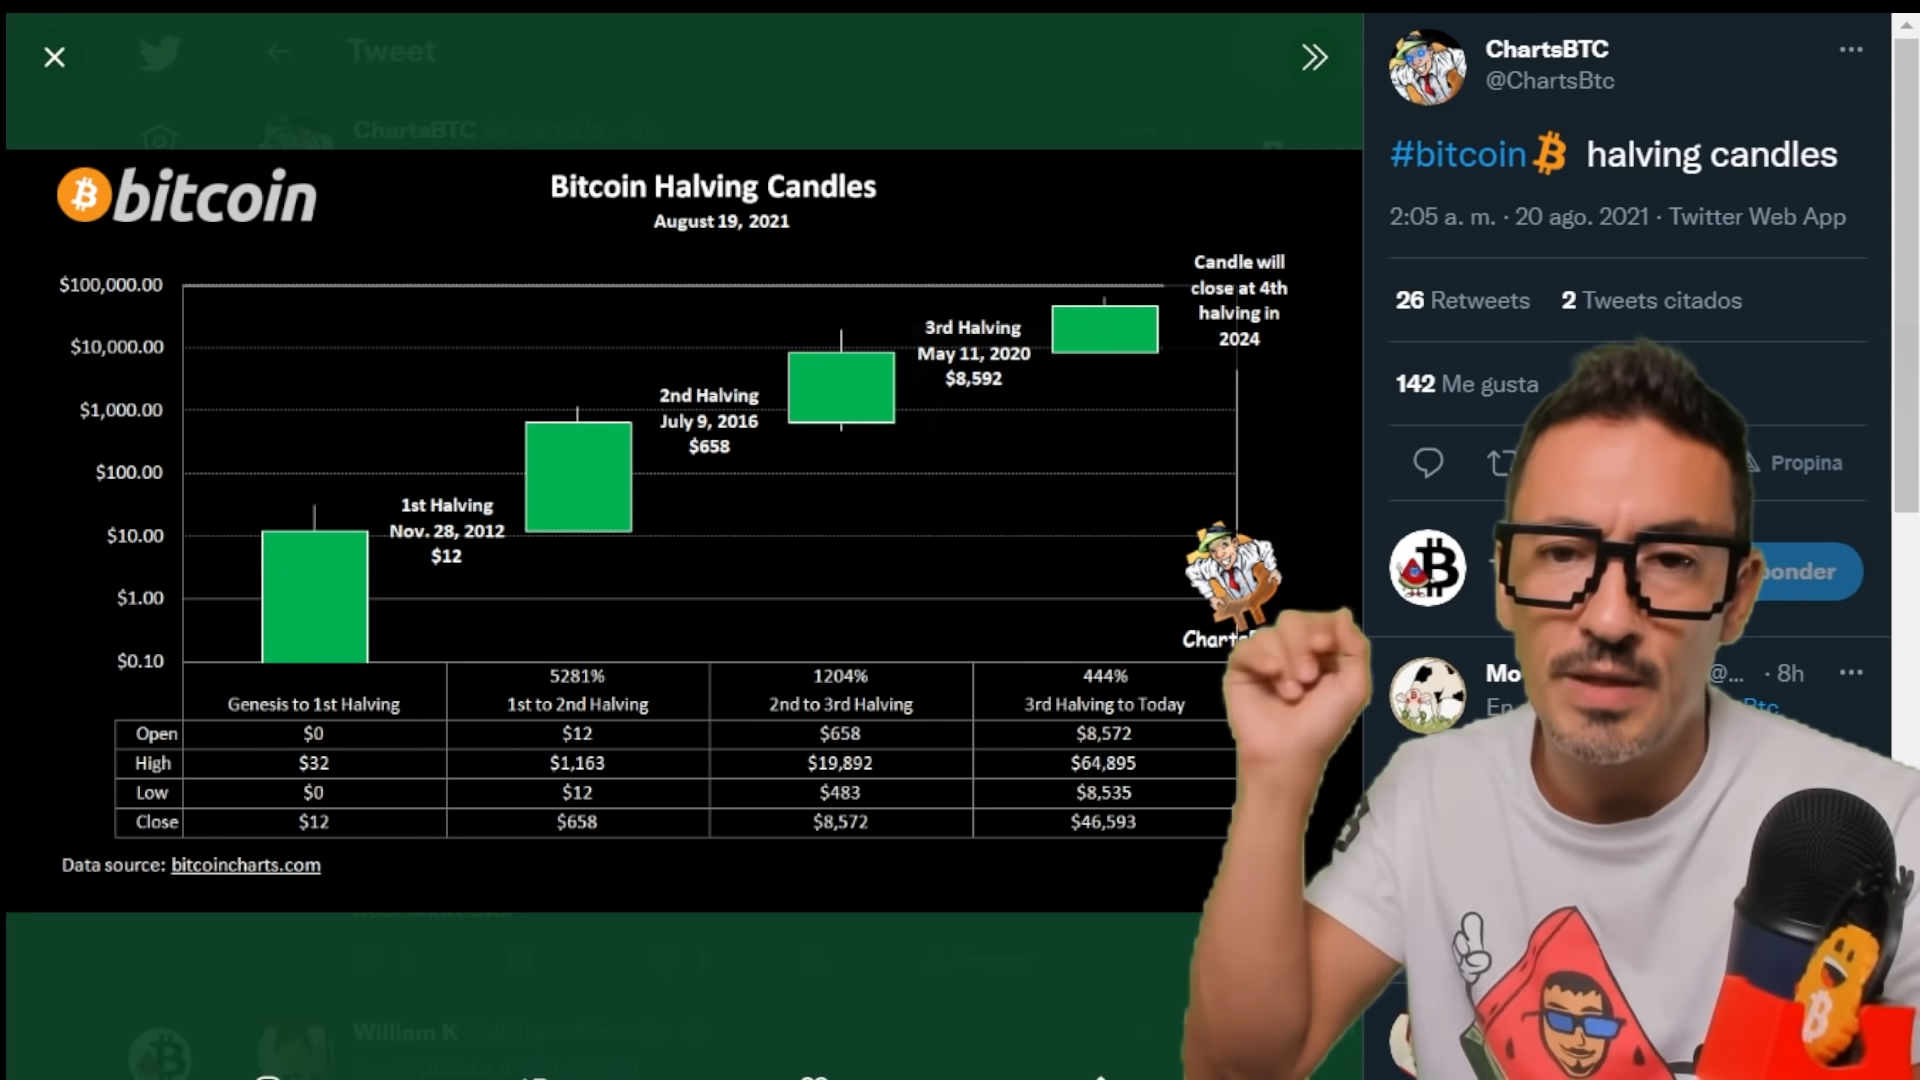 Tweet
ChartsBTC
bitcoin
Bitcoin Halving Candles
August 19, 2021
$100,000.00
$10,000.00
$1,000.00
$100.00
$10.00
$1.00
$0.10
1st Halving
Nov. 28, 2012
$12
2nd Halving
July 9, 2016
$658
3rd Halving
May 11, 2020
$8,592
Candle will
close at 4th
halving in
2024
5281% 1204% 444%
Genesis to 1st Halving 1st to 2nd Halving 2nd to 3rd Halving 3rd Halving to Today
Open $0 $12 $658 $8,572
High $32 $1,163 $19,892 $64,895
Low $0 $12 $483 $8,535
Close $12 $658 $8,572 $46,593
Data source: bitcoincharts.com
William K
ChartsBTC
@ChartsBtc
#bitcoin halving candles
2:05 a. m. · 20 ago. 2021 · Twitter Web App
26 Retweets 2 Tweets citados
142 Me gusta
Propina
· 8h